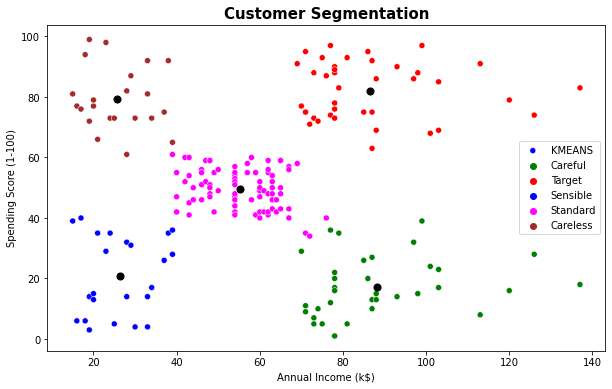 Customer Segmentation
Spending Score (1-100)
100
80
60
40
20
0
KMEANS
Careful
Target
Sensible
Standard
Careless
20
40
60
80
100
120
140
Annual Income (k$)